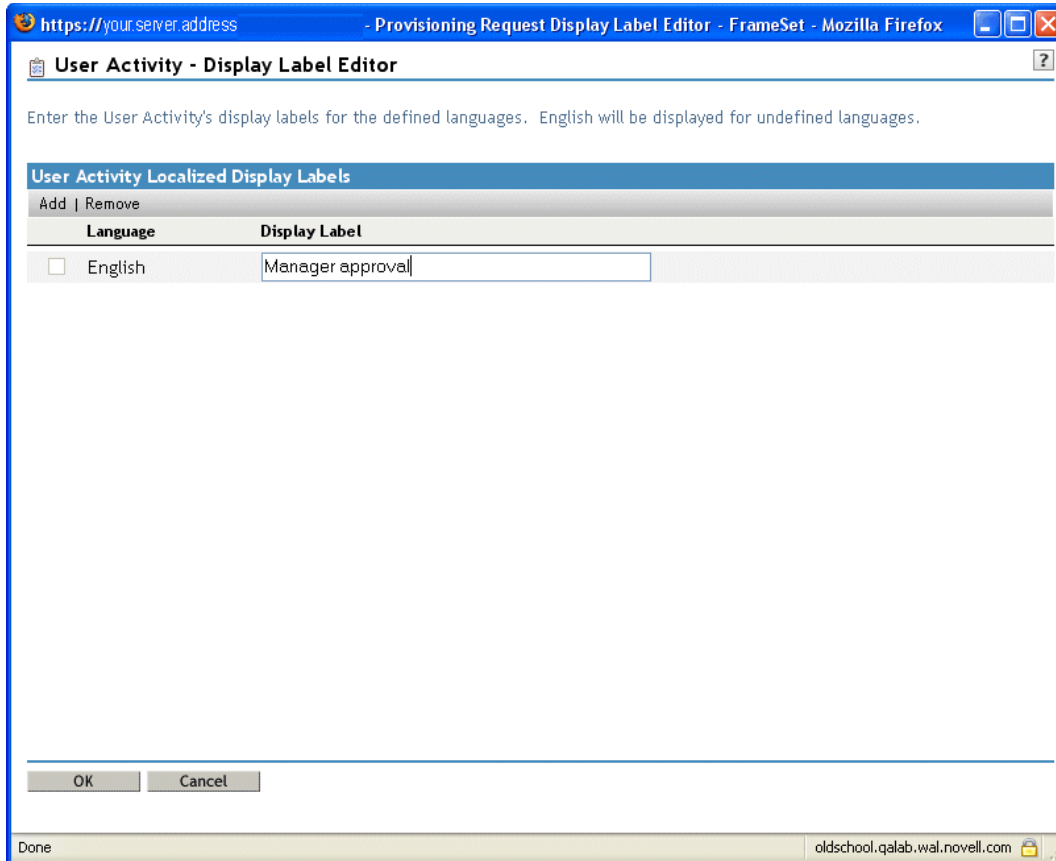 https://your.server.address - Provisioning Request Display Label Editor - FrameSet - Mozilla Firefox
User Activity - Display Label Editor ?
Enter the User Activity's display labels for the defined languages. English will be displayed for undefined languages.
User Activity Localized Display Labels
Add | Remove
Language Display Label
English Manager approval
OK Cancel
Done oldschool.qalab.wal.novell.com